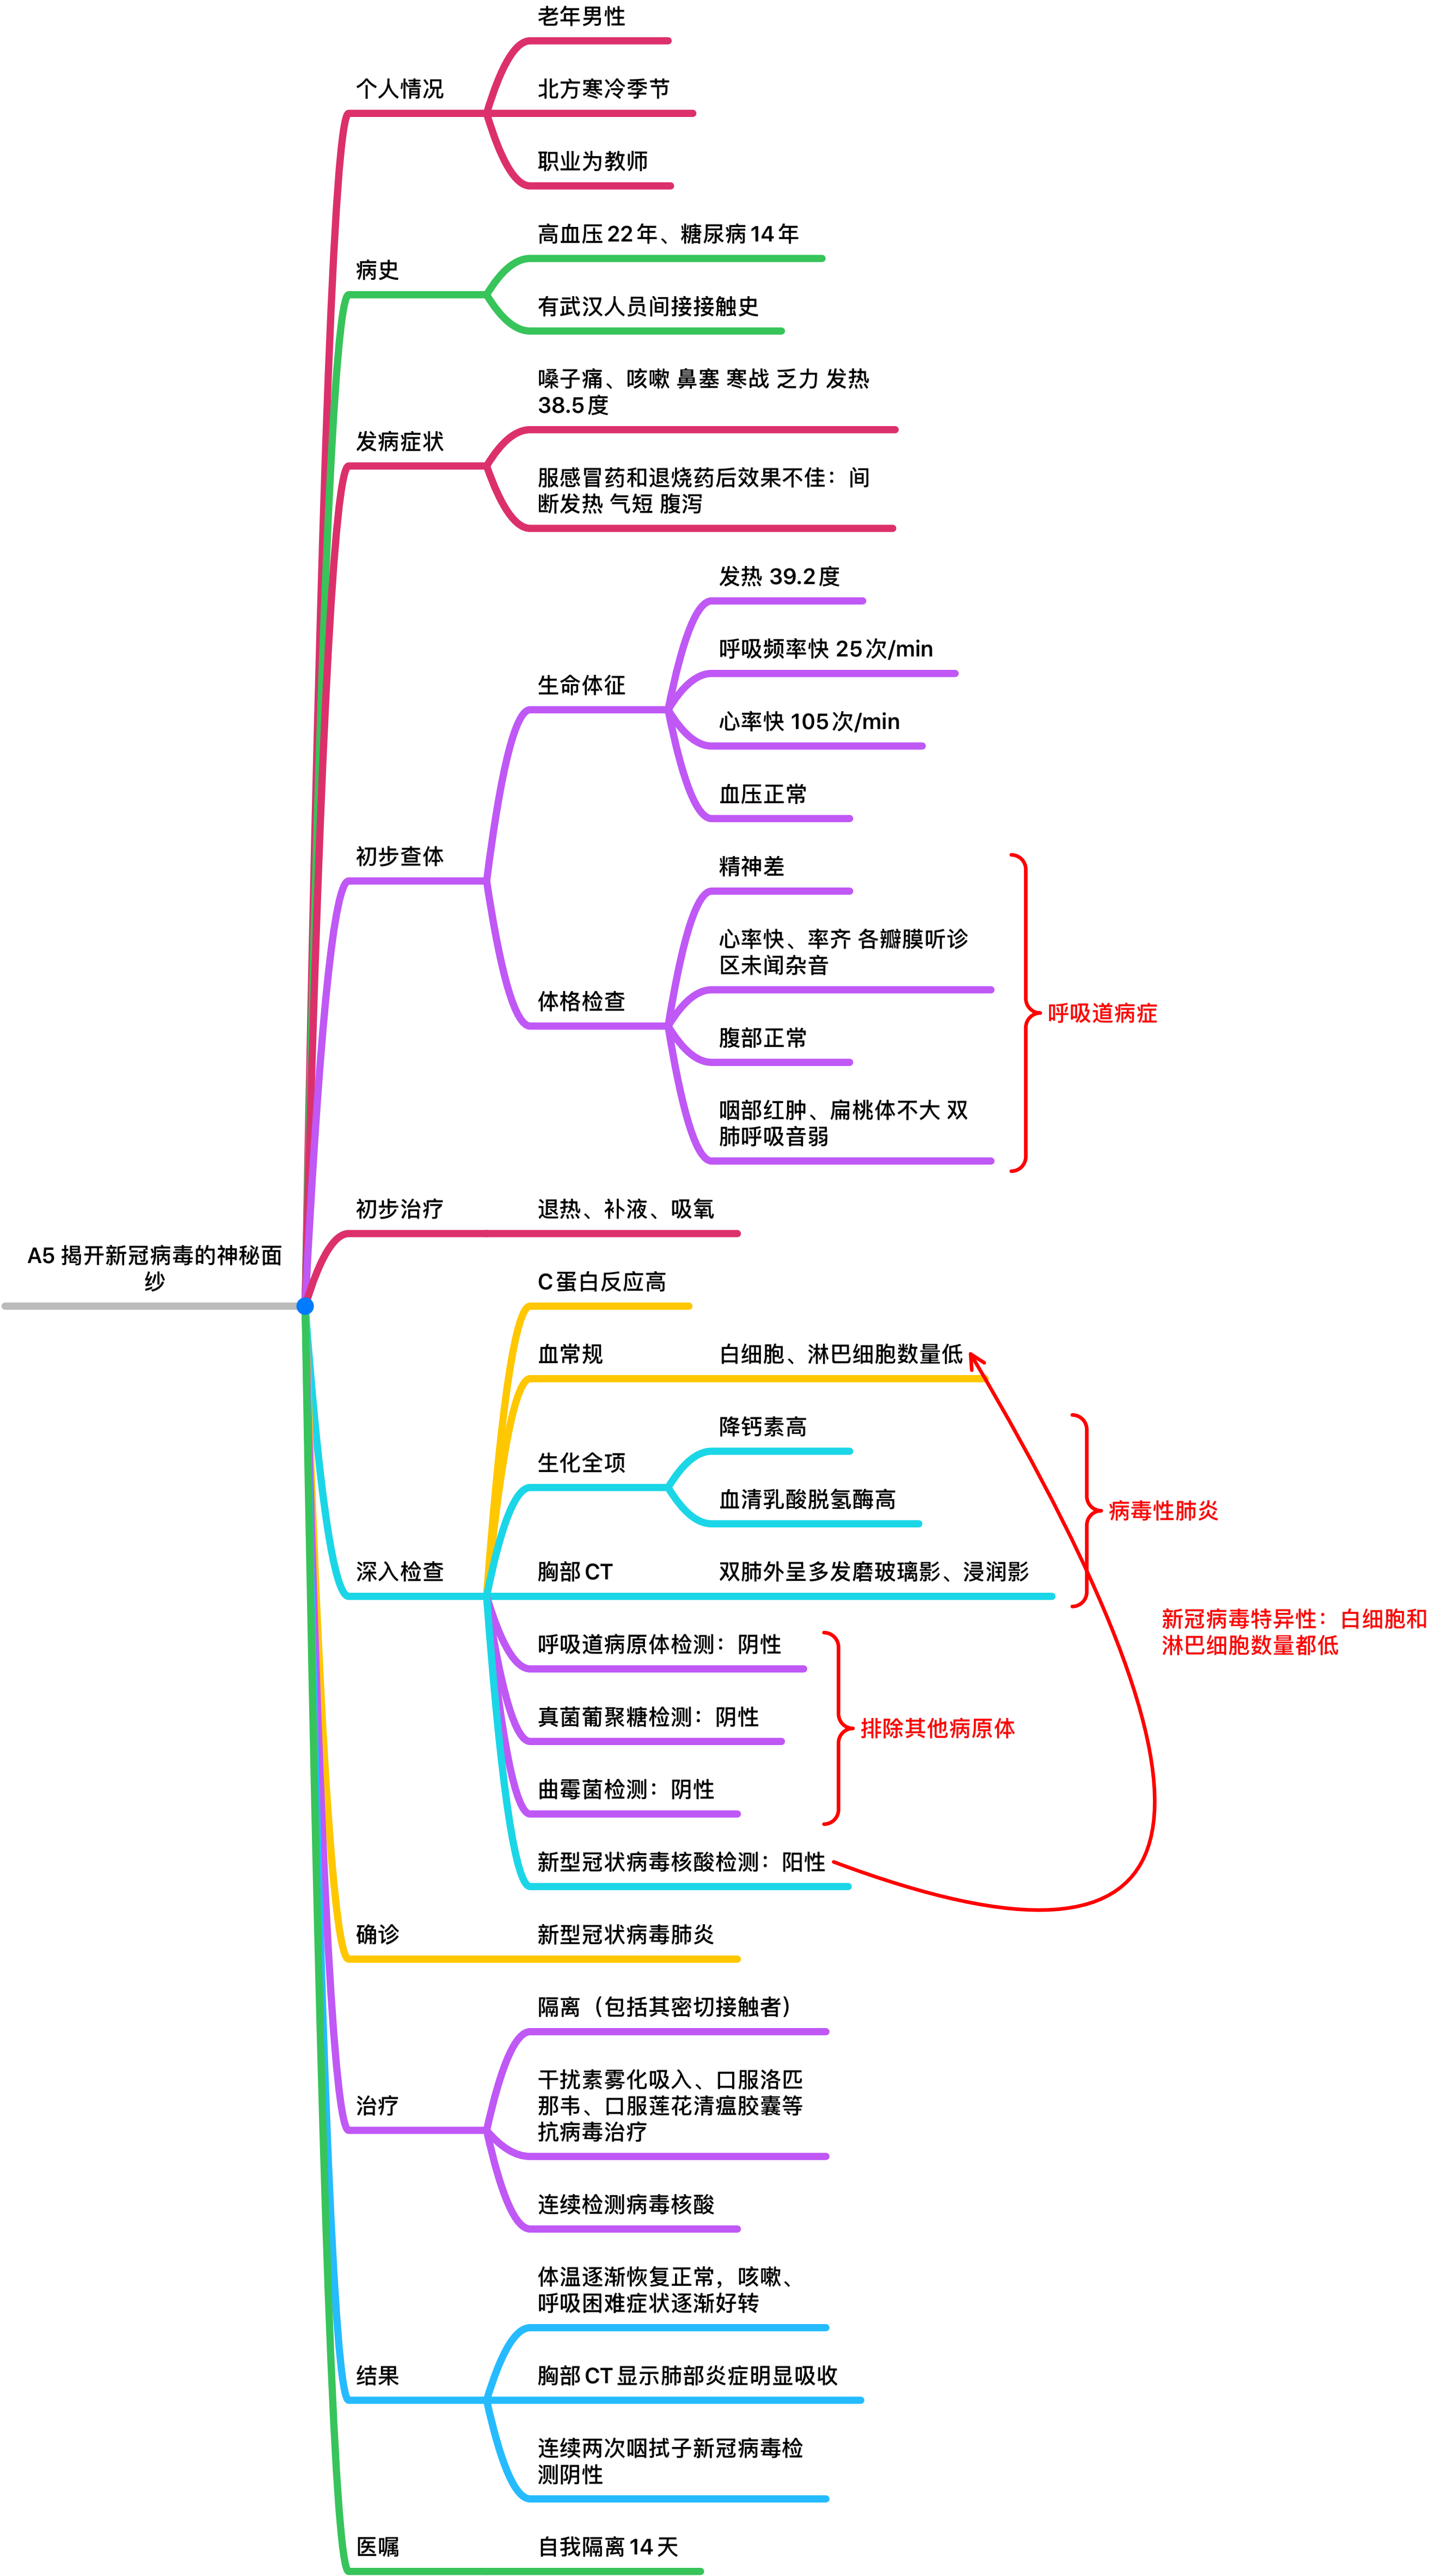 老年男性
个人情况
北方寒冷季节
职业为教师
高血压22年、糖尿病14年
病史
有武汉人员间接接触史
嗓子痛、咳嗽 鼻塞 寒战 乏力 发热
38.5度
发病症状
服感冒药和退烧药后效果不佳：间
断发热 气短 腹泻
发热 39.2度
呼吸频率快 25次/min
生命体征
心率快 105次/min
血压正常
初步查体
精神差
心率快、率齐 各瓣膜听诊
区未闻杂音
体格检查
呼吸道病症
腹部正常
咽部红肿、扁桃体不大 双
肺呼吸音弱
初步治疗
退热、补液、吸氧
A5 揭开新冠病毒的神秘面
纱
C蛋白反应高
血常规
白细胞、淋巴细胞数量低
降钙素高
生化全项
血清乳酸脱氢酶高
病毒性肺炎
深入检查
胸部CT
双肺外呈多发磨玻璃影、浸润影
新冠病毒特异性：白细胞和
淋巴细胞数量都低
呼吸道病原体检测：阴性
真菌葡聚糖检测：阴性
排除其他病原体
曲霉菌检测：阴性
新型冠状病毒核酸检测：阳性
确诊
新型冠状病毒肺炎
隔离（包括其密切接触者）
治疗
干扰素雾化吸入、口服洛匹
那韦、口服莲花清瘟胶囊等
抗病毒治疗
连续检测病毒核酸
体温逐渐恢复正常，咳嗽、
呼吸困难症状逐渐好转
结果
胸部CT显示肺部炎症明显吸收
连续两次咽拭子新冠病毒检
测阴性
医嘱
自我隔离14天